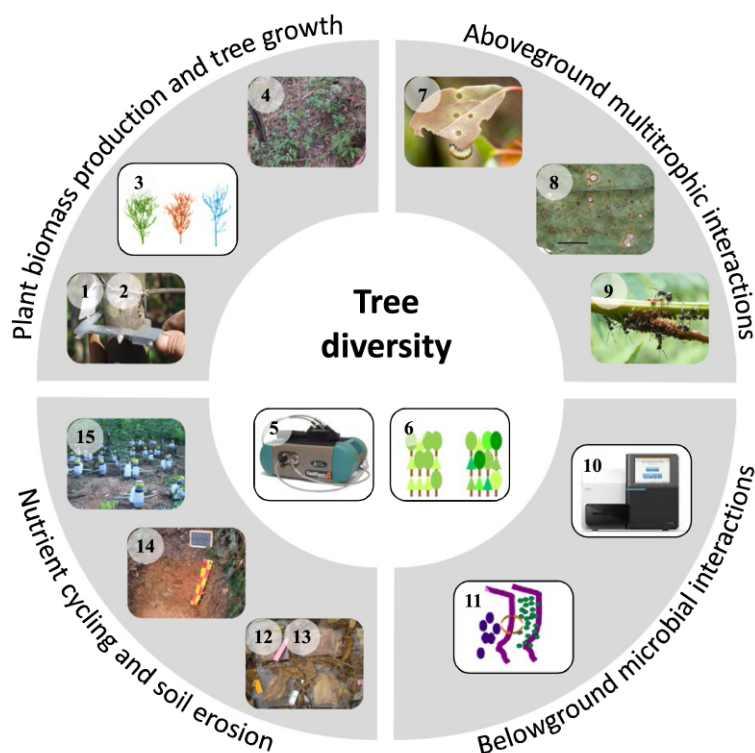 Plant biomass production and tree growth
Aboveground multitrophic interactions
4
7
3
8
1
2
9
Tree
diversity
5
6
15
10
14
11
12
13
Nutrient cycling and soil erosion
Belowground microbial interactions